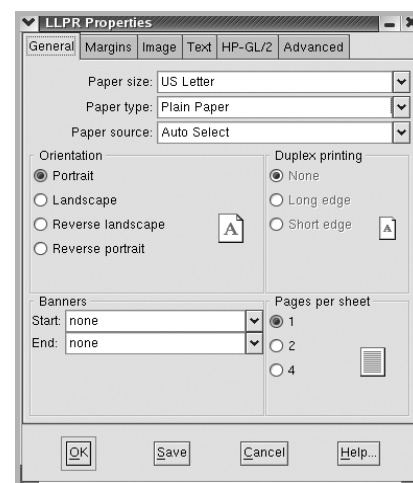 LLPR Properties
General Margins Image Text HP-GL/2 Advanced
Paper size: US Letter
Paper type: Plain Paper
Paper source: Auto Select
Orientation
Portrait
Landscape
Reverse landscape
Reverse portrait
A
Duplex printing
None
Long edge
Short edge
A
Banners
Start: none
End: none
Pages per sheet
1
2
4
OK Save Cancel Help...